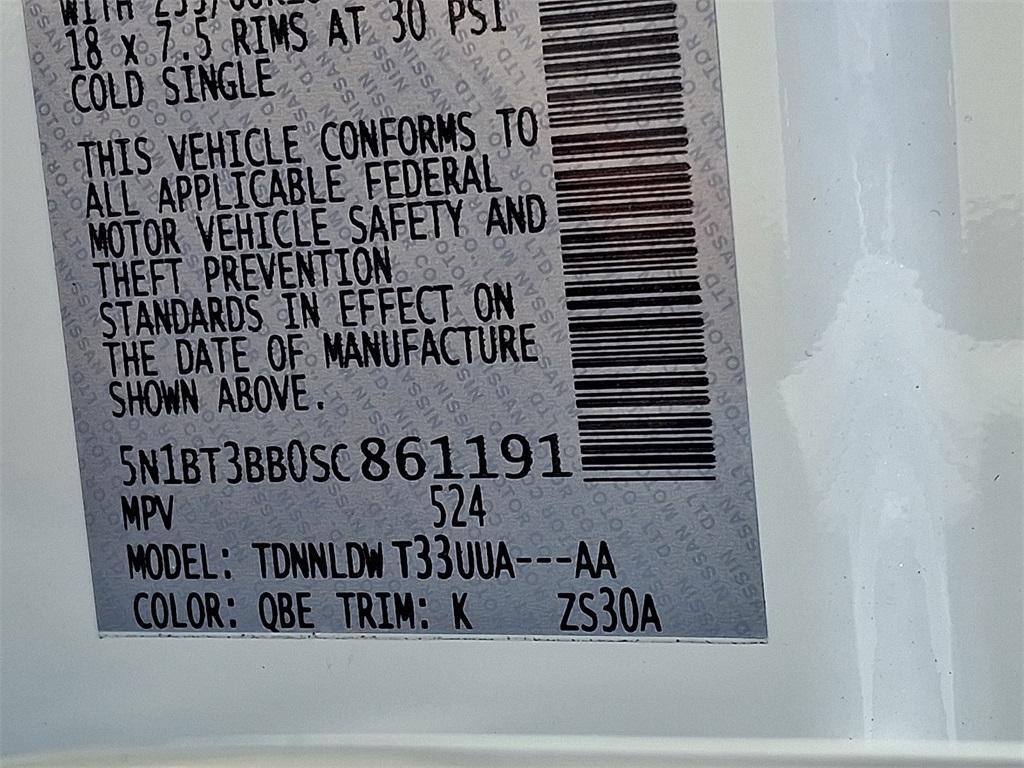 WITH
18 x 7.5 RIMS AT 30 PSI
COLD SINGLE
THIS VEHICLE CONFORMS TO
ALL APPLICABLE FEDERAL
MOTOR VEHICLE SAFETY AND
THEFT PREVENTION
STANDARDS IN EFFECT ON
THE DATE OF MANUFACTURE
SHOWN ABOVE.
5N1BT3BB0SC861191
MPV 524
MODEL: TDNNLDW T33UUA---AA
COLOR: QBE TRIM: K ZS30A